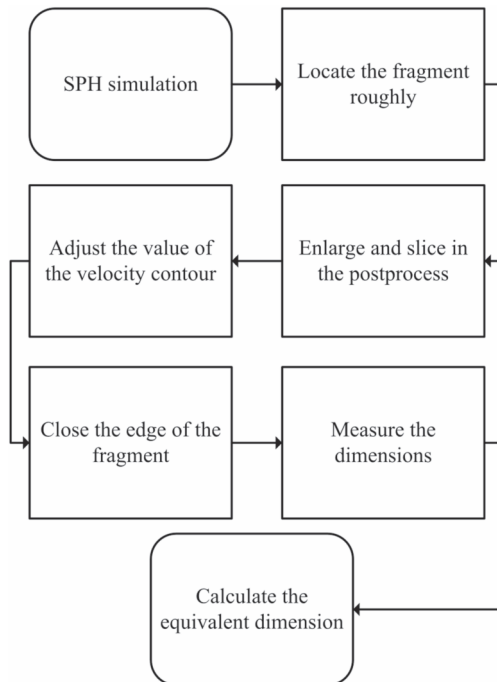 SPH simulation
Locate the fragment
roughly
Enlarge and slice in
the postprocess
Adjust the value of
the velocity contour
Close the edge of the
fragment
Measure the
dimensions
Calculate the
equivalent dimension